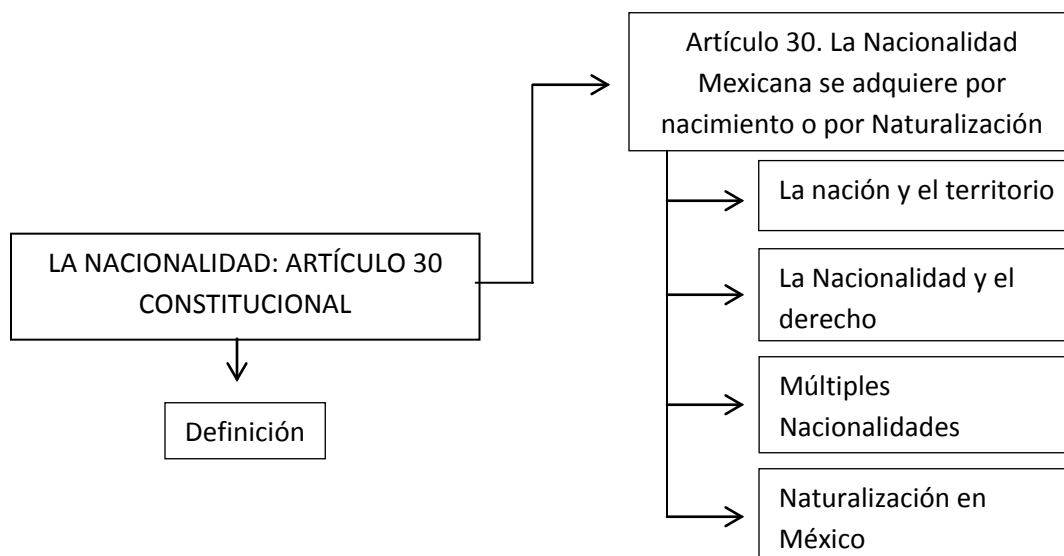 Artículo 30. La Nacionalidad
Mexicana se adquiere por
nacimiento o por Naturalización
La nación y el territorio
LA NACIONALIDAD: ARTÍCULO 30
CONSTITUCIONAL
La Nacionalidad y el
derecho
Definición
Múltiples
Nacionalidades
Naturalización en
México